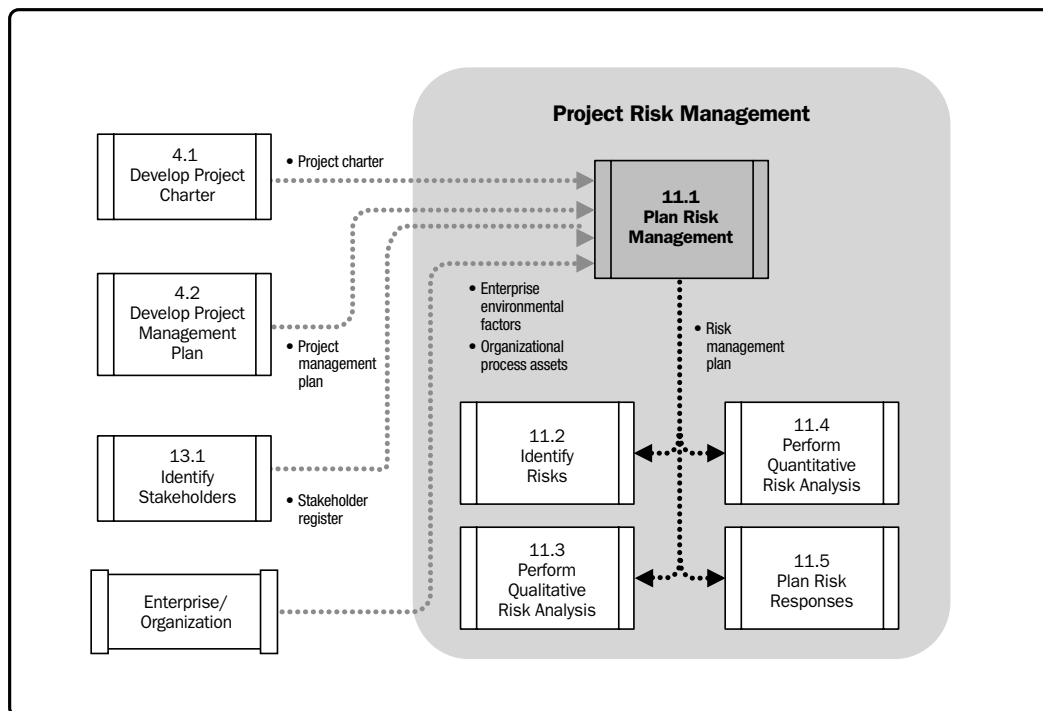 Project Risk Management
4.1
Develop Project
Charter
• Project charter
11.1
Plan Risk
Management
4.2
Develop Project
Management
Plan
• Project
management
plan
• Enterprise
environmental
factors
• Organizational
process assets
• Risk
management
plan
13.1
Identify
Stakeholders
• Stakeholder
register
11.2
Identify
Risks
11.4
Perform
Quantitative
Risk Analysis
11.3
Perform
Qualitative
Risk Analysis
11.5
Plan Risk
Responses
Enterprise/
Organization